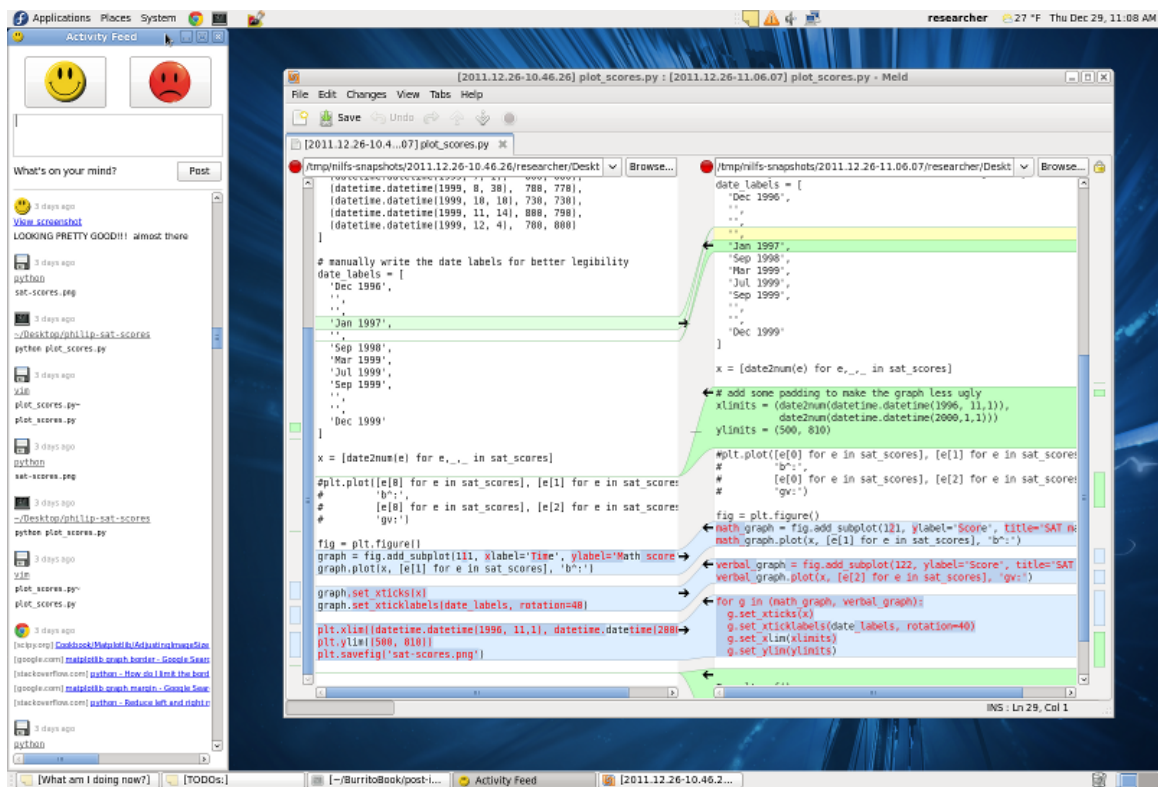 Applications Places System
researcher 27 °F Thu Dec 29, 11:08 AM
Activity Feed
What's on your mind?
Post
3 days ago
View screenshot
LOOKING PRETTY GOOD!!! almost there
3 days ago
python
sat-scores.png
3 days ago
~/Desktop/philip-sat-scores
python plot_scores.py
3 days ago
vim
plot_scores.py~
plot_scores.py
3 days ago
python
sat-scores.png
3 days ago
~/Desktop/philip-sat-scores
python plot_scores.py
3 days ago
vim
plot_scores.py~
plot_scores.py
3 days ago
[scipy.org] Cookbook/Matplotlib/AdjustingImageSize
[google.com] matplotlib graph border - Google Sear
[stackoverflow.com] python - How do I limit the bord
[google.com] matplotlib graph margin - Google Sear
[stackoverflow.com] python - Reduce left and right r
3 days ago
python
[2011.12.26-10.46.26] plot_scores.py : [2011.12.26-11.06.07] plot_scores.py - Meld
File Edit Changes View Tabs Help
Save Undo
[2011.12.26-10.4...07] plot_scores.py
/tmp/nilfs-snapshots/2011.12.26-10.46.26/researcher/Deskt Browse...
(datetime.datetime(1999, 8, 30), 780, 770),
(datetime.datetime(1999, 10, 10), 730, 730),
(datetime.datetime(1999, 11, 14), 800, 790),
(datetime.datetime(1999, 12, 4), 780, 800)
]
# manually write the date labels for better legibility
date_labels = [
'Dec 1996',
'',
'',
'Jan 1997',
'',
'Sep 1998',
'Mar 1999',
'Jul 1999',
'Sep 1999',
'',
'',
'Dec 1999'
]
x = [date2num(e) for e,_,_ in sat_scores]
#plt.plot([e[0] for e in sat_scores], [e[1] for e in sat_scores
# 'b^:',
# [e[0] for e in sat_scores], [e[2] for e in sat_scores
# 'gv:')
fig = plt.figure()
graph = fig.add_subplot(111, xlabel='Time', ylabel='Math score
graph.plot(x, [e[1] for e in sat_scores], 'b^:')
graph.set_xticks(x)
graph.set_xticklabels(date_labels, rotation=40)
plt.xlim((datetime.datetime(1996, 11,1), datetime.datetime(200
plt.ylim((500, 810))
plt.savefig('sat-scores.png')
/tmp/nilfs-snapshots/2011.12.26-11.06.07/researcher/Deskt Browse...
date_labels = [
'Dec 1996',
'',
'',
'',
'Jan 1997',
'Sep 1998',
'Mar 1999',
'Jul 1999',
'Sep 1999',
'',
'',
'Dec 1999'
]
x = [date2num(e) for e,_,_ in sat_scores]
# add some padding to make the graph less ugly
xlimits = (date2num(datetime.datetime(1996, 11,1)),
date2num(datetime.datetime(2000,1,1)))
ylimits = (500, 810)
#plt.plot([e[0] for e in sat_scores], [e[1] for e in sat_scores
# 'b^:',
# [e[0] for e in sat_scores], [e[2] for e in sat_scores
# 'gv:')
fig = plt.figure()
math_graph = fig.add_subplot(121, ylabel='Score', title='SAT ma
math_graph.plot(x, [e[1] for e in sat_scores], 'b^:')
verbal_graph = fig.add_subplot(122, ylabel='Score', title='SAT
verbal_graph.plot(x, [e[2] for e in sat_scores], 'gv:')
for g in (math_graph, verbal_graph):
g.set_xticks(x)
g.set_xticklabels(date_labels, rotation=40)
g.set_xlim(xlimits)
g.set_ylim(ylimits)
INS : Ln 29, Col 1
[What am I doing now?] [TODOs:] [~/BurritoBook/post-i... Activity Feed [2011.12.26-10.46.2...